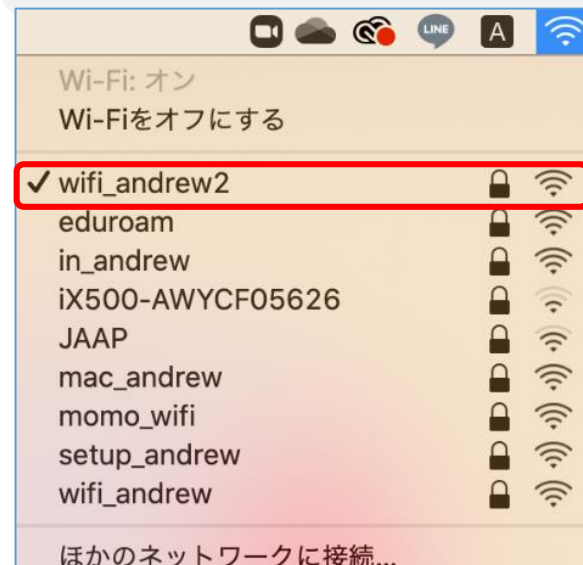 LINE A
Wi-Fi: オン
Wi-Fiをオフにする
✓ wifi_andrew2
eduroam
in_andrew
iX500-AWYCF05626
JAAP
mac_andrew
momo_wifi
setup_andrew
wifi_andrew
ほかのネットワークに接続...